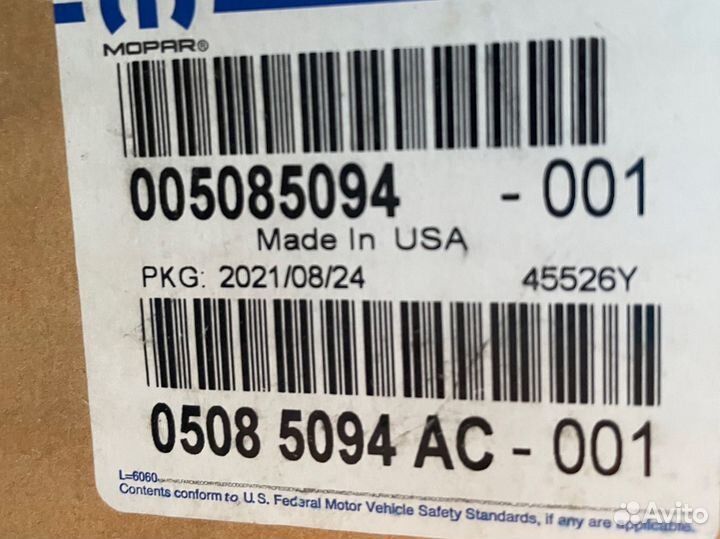 MOPAR®
005085094 - 001
Made In USA
PKG: 2021/08/24 45526Y
0508 5094 AC - 001
L=6060
Contents conform to U.S. Federal Motor Vehicle Safety Standards, if any are applicable.
Avito